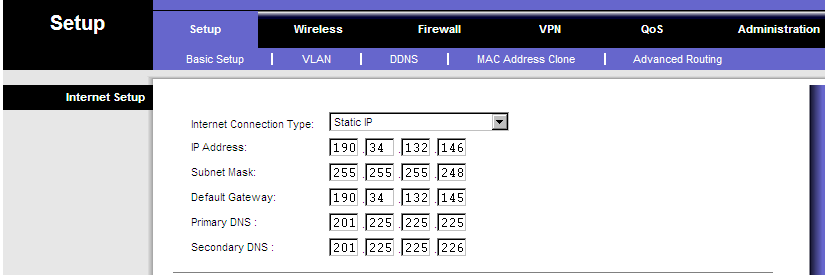 Setup
Setup Wireless Firewall VPN QoS Administration
Basic Setup | VLAN | DDNS | MAC Address Clone | Advanced Routing
Internet Setup
Internet Connection Type: Static IP
IP Address: 190 . 34 . 132 . 146
Subnet Mask: 255 . 255 . 255 . 248
Default Gateway: 190 . 34 . 132 . 145
Primary DNS : 201 . 225 . 225 . 225
Secondary DNS : 201 . 225 . 225 . 226